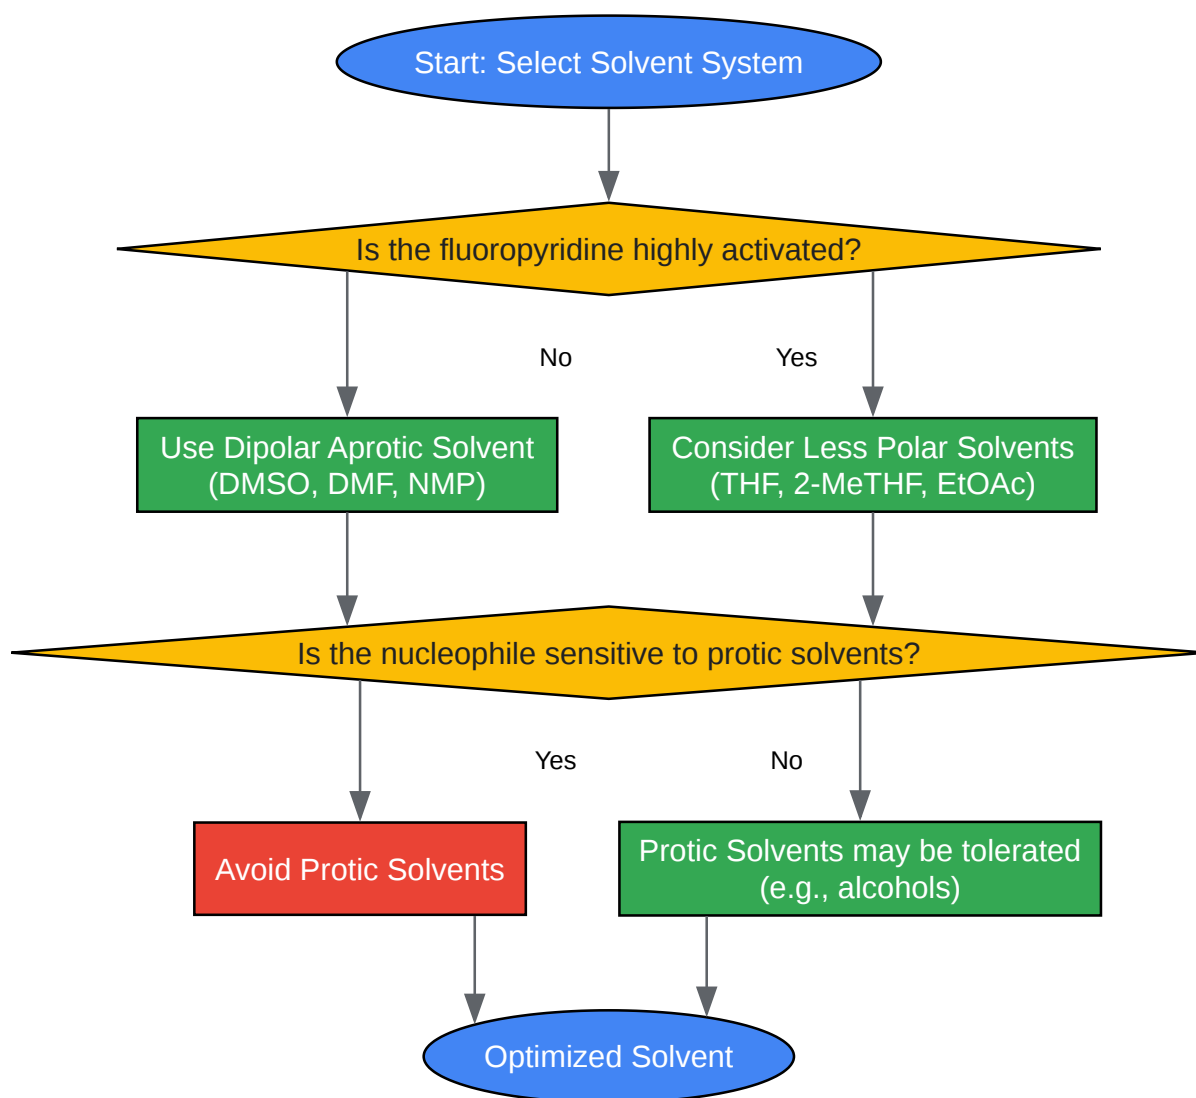 Start: Select Solvent System
Is the fluoropyridine highly activated?
No
Yes
Use Dipolar Aprotic Solvent
(DMSO, DMF, NMP)
Consider Less Polar Solvents
(THF, 2-MeTHF, EtOAc)
Is the nucleophile sensitive to protic solvents?
Yes
No
Avoid Protic Solvents
Protic Solvents may be tolerated
(e.g., alcohols)
Optimized Solvent